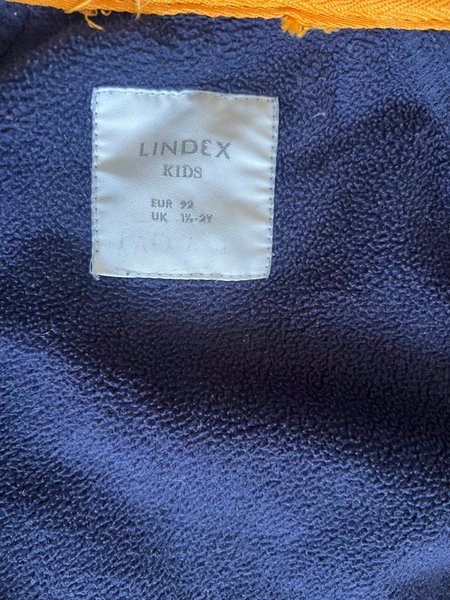 LINDEX
KIDS
EUR 92
UK 1½-2Y